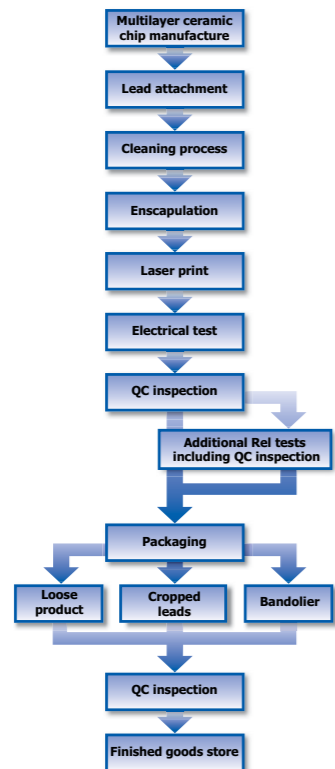 Multilayer ceramic
chip manufacture
Lead attachment
Cleaning process
Enscapulation
Laser print
Electrical test
QC inspection
Additional Rel tests
including QC inspection
Packaging
Loose
product
Cropped
leads
Bandolier
QC inspection
Finished goods store